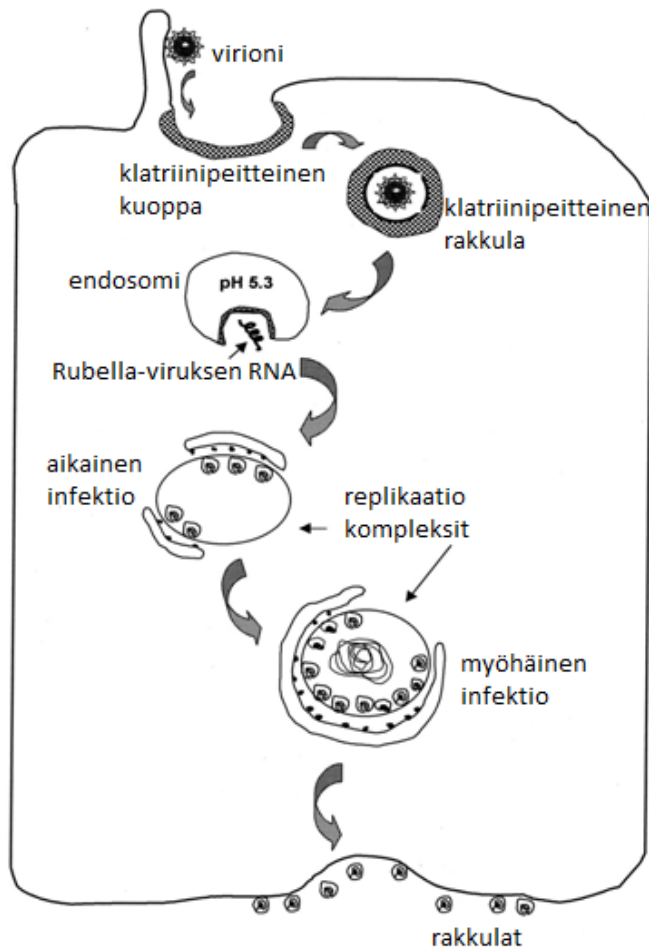 virioni
klatriinipeitteinen
kuoppa
klatriinipeitteinen
rakkula
endosomi
pH 5.3
Rubella-viruksen RNA
aikainen
infektio
replikaatio
kompleksit
myöhäinen
infektio
rakkulat